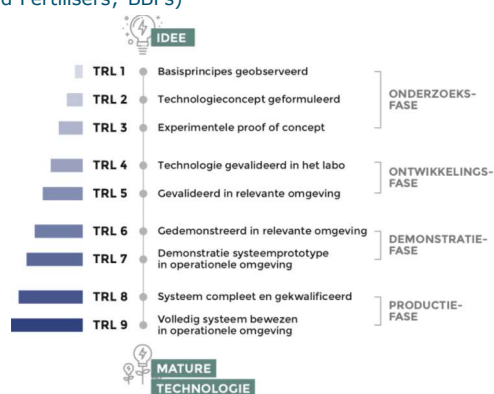 d Fertilisers; BBFs)
IDEE
TRL 1 Basisprincipes geobserveerd
TRL 2 Technologieconcept geformuleerd
TRL 3 Experimentele proof of concept
ONDERZOEKS-
FASE
TRL 4 Technologie gevalideerd in het labo
TRL 5 Gevalideerd in relevante omgeving
ONTWIKKELINGS-
FASE
TRL 6 Gedemonstreerd in relevante omgeving
TRL 7 Demonstratie systeemprototype
in operationele omgeving
DEMONSTRATIE-
FASE
TRL 8 Systeem compleet en gekwalificeerd
TRL 9 Volledig systeem bewezen
in operationele omgeving
PRODUCTIE-
FASE
MATURE
TECHNOLOGIE